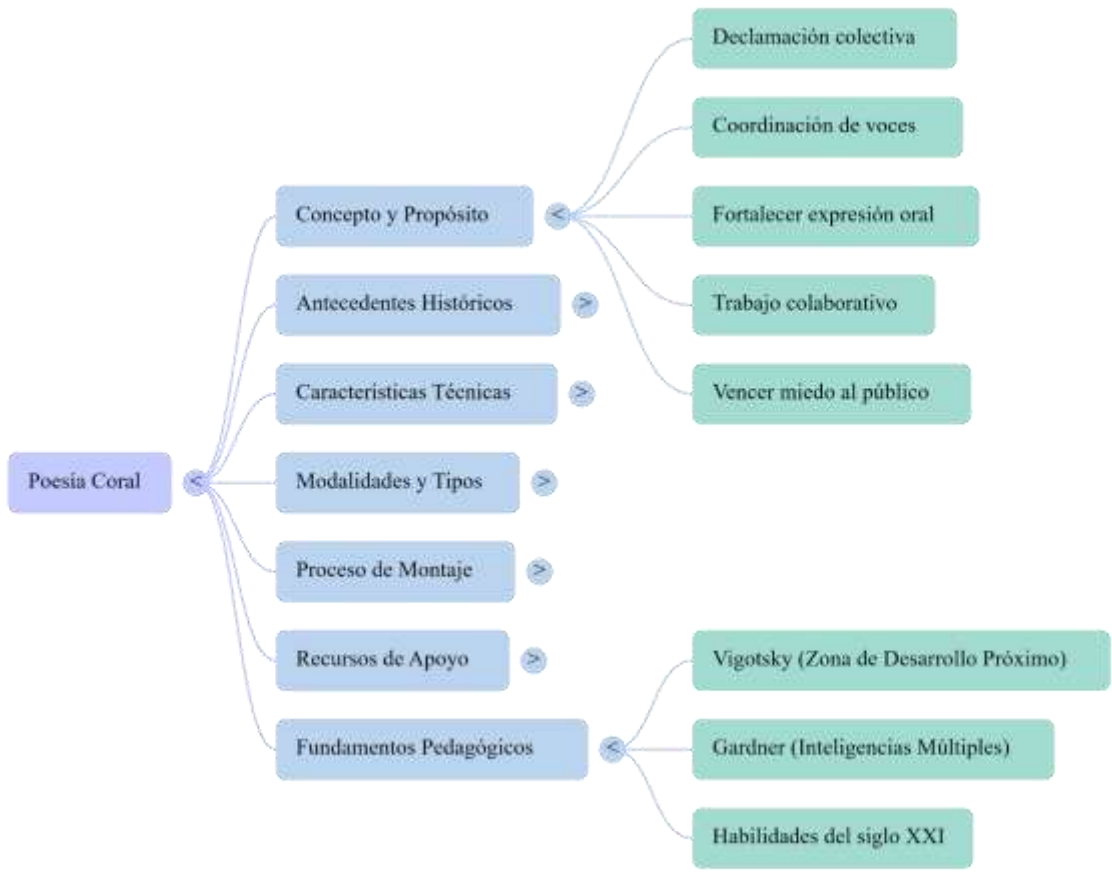 Poesía Coral
<
Concepto y Propósito
<
Declamación colectiva
Coordinación de voces
Fortalecer expresión oral
Trabajo colaborativo
Vencer miedo al público
Antecedentes Históricos
>
Características Técnicas
>
Modalidades y Tipos
>
Proceso de Montaje
>
Recursos de Apoyo
>
Fundamentos Pedagógicos
<
Vigotsky (Zona de Desarrollo Próximo)
Gardner (Inteligencias Múltiples)
Habilidades del siglo XXI